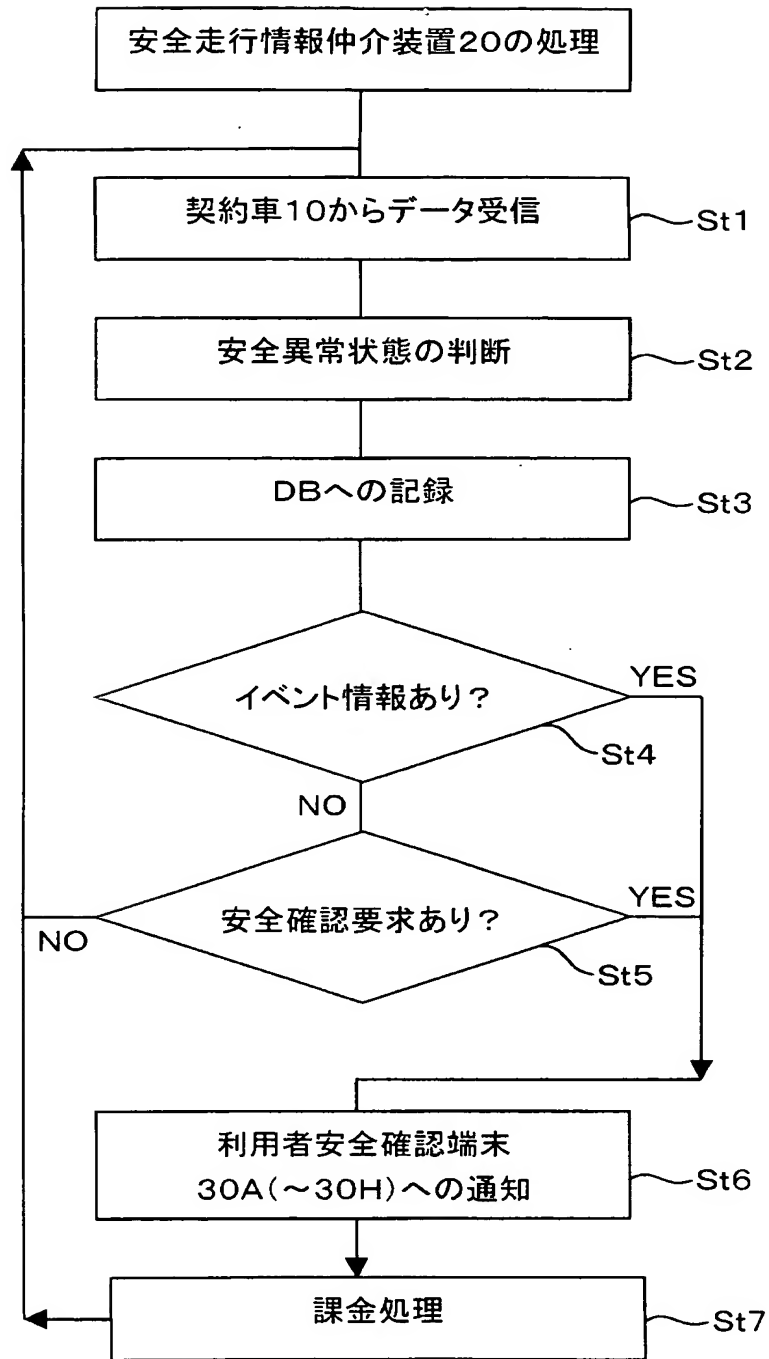 安全走行情報仲介装置20の処理
契約車10からデータ受信
St1
安全異常状態の判断
St2
DBへの記録
St3
イベント情報あり?
YES
St4
NO
安全確認要求あり?
YES
NO
St5
利用者安全確認端末
30A(~30H)への通知
St6
課金処理
St7